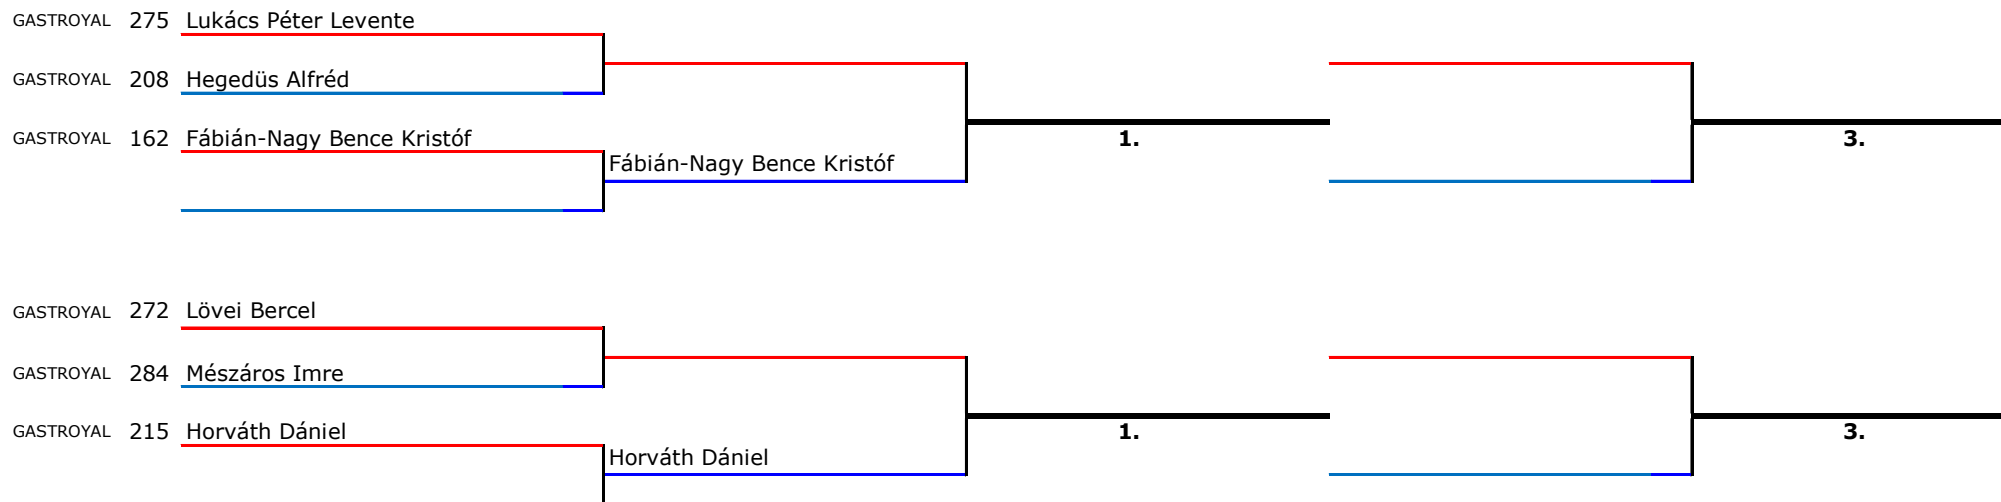 GASTROYAL 275 Lukács Péter Levente
GASTROYAL 208 Hegedüs Alfréd
GASTROYAL 162 Fábián-Nagy Bence Kristóf
1.
3.
Fábián-Nagy Bence Kristóf
GASTROYAL 272 Lövei Bercel
GASTROYAL 284 Mészáros Imre
GASTROYAL 215 Horváth Dániel
1.
3.
Horváth Dániel